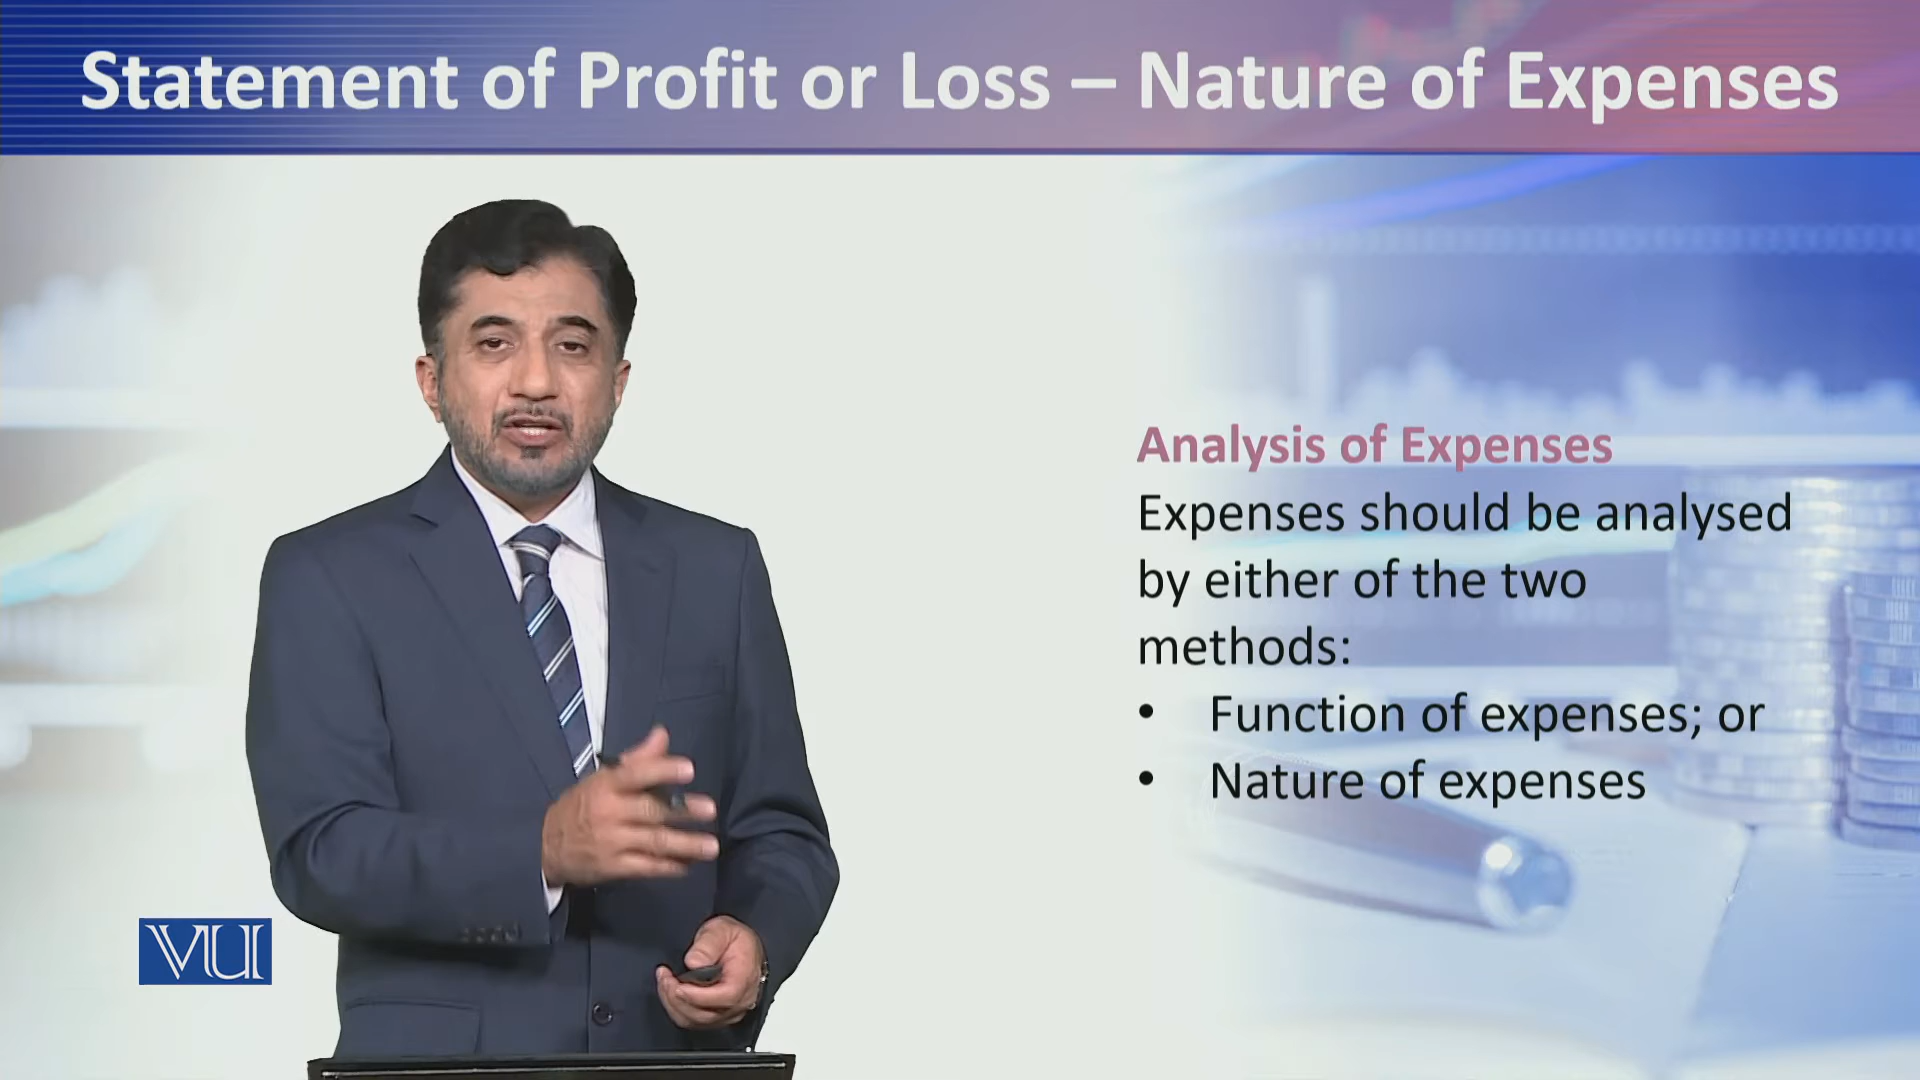 Statement of Profit or Loss – Nature of Expenses
Analysis of Expenses
Expenses should be analysed
by either of the two
methods:
• Function of expenses; or
• Nature of expenses
VU